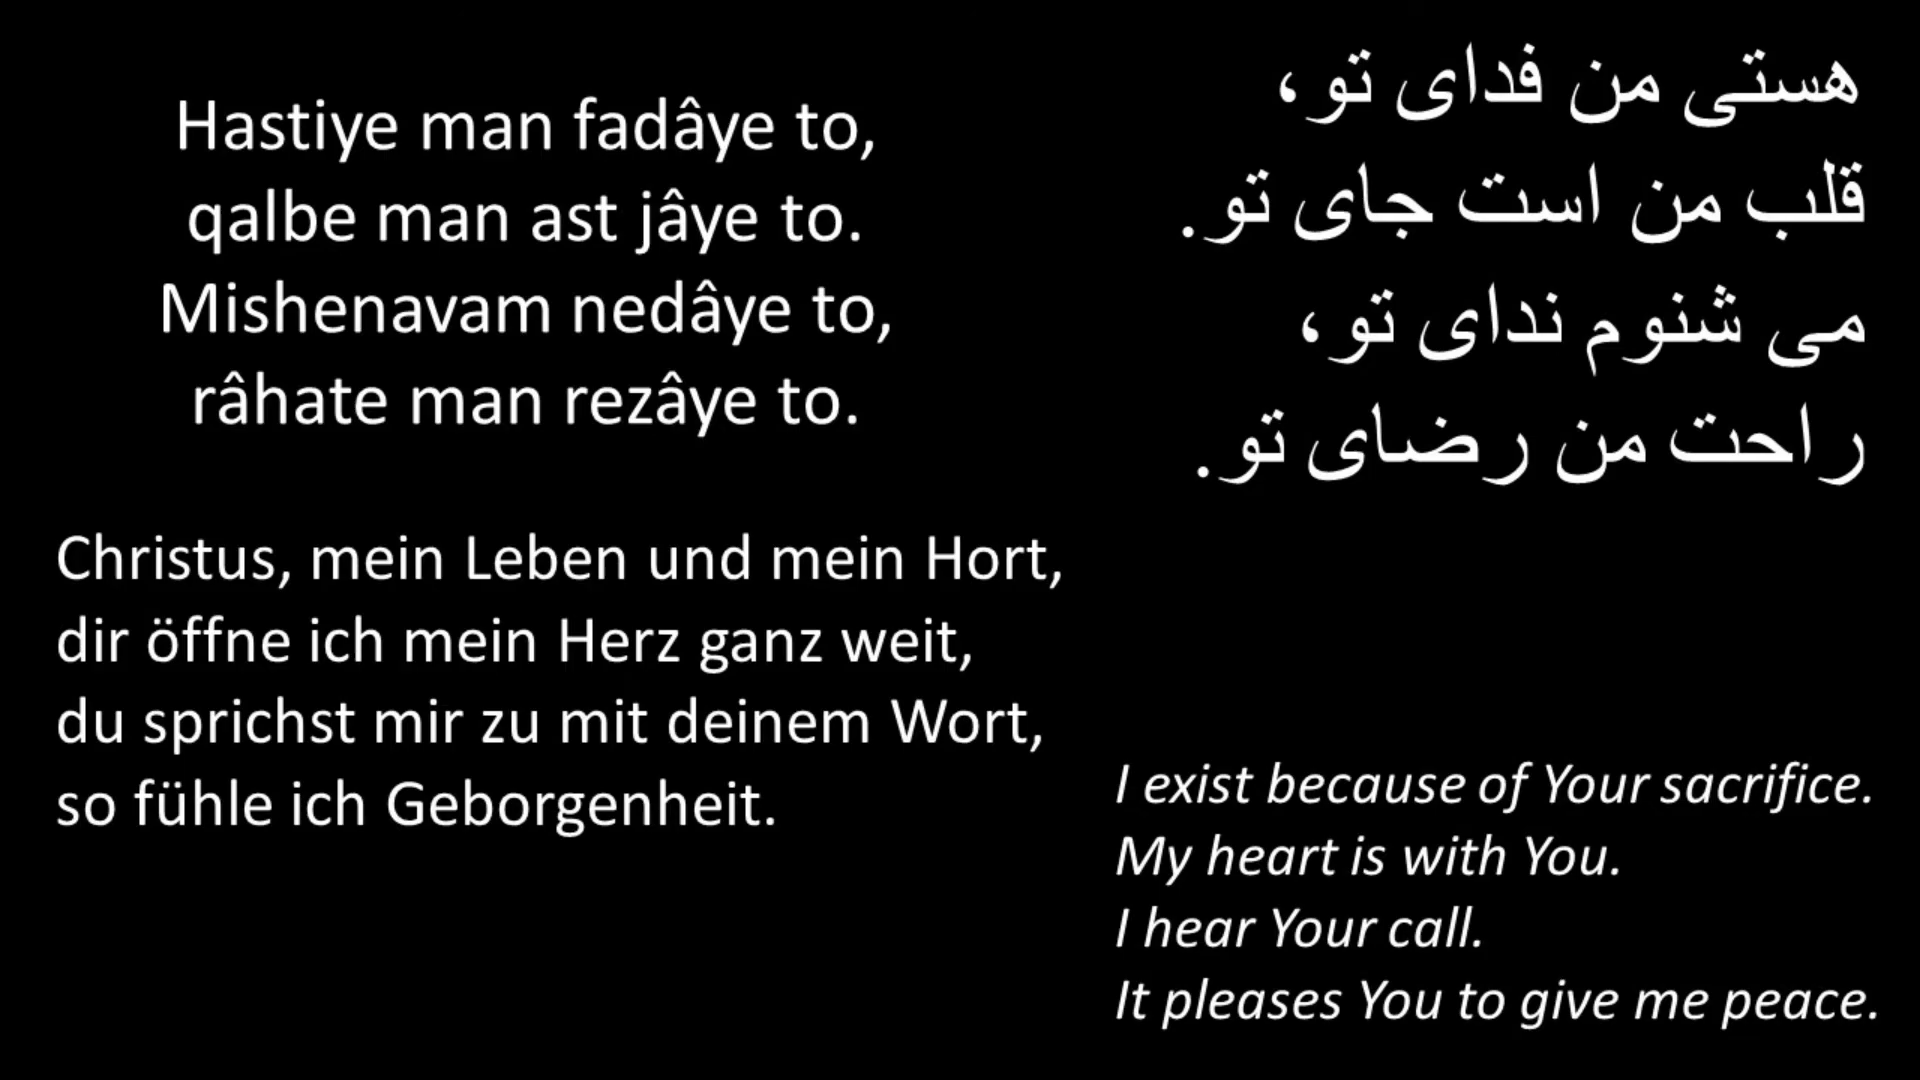 Hastiye man fadâye to,
qalbe man ast jâye to.
Mishenavam nedâye to,
râhate man rezâye to.
هستی من فدای تو،
قلب من است جای تو.
می شنوم ندای تو،
راحت من رضای تو.
Christus, mein Leben und mein Hort,
dir öffne ich mein Herz ganz weit,
du sprichst mir zu mit deinem Wort,
so fühle ich Geborgenheit.
I exist because of Your sacrifice.
My heart is with You.
I hear Your call.
It pleases You to give me peace.